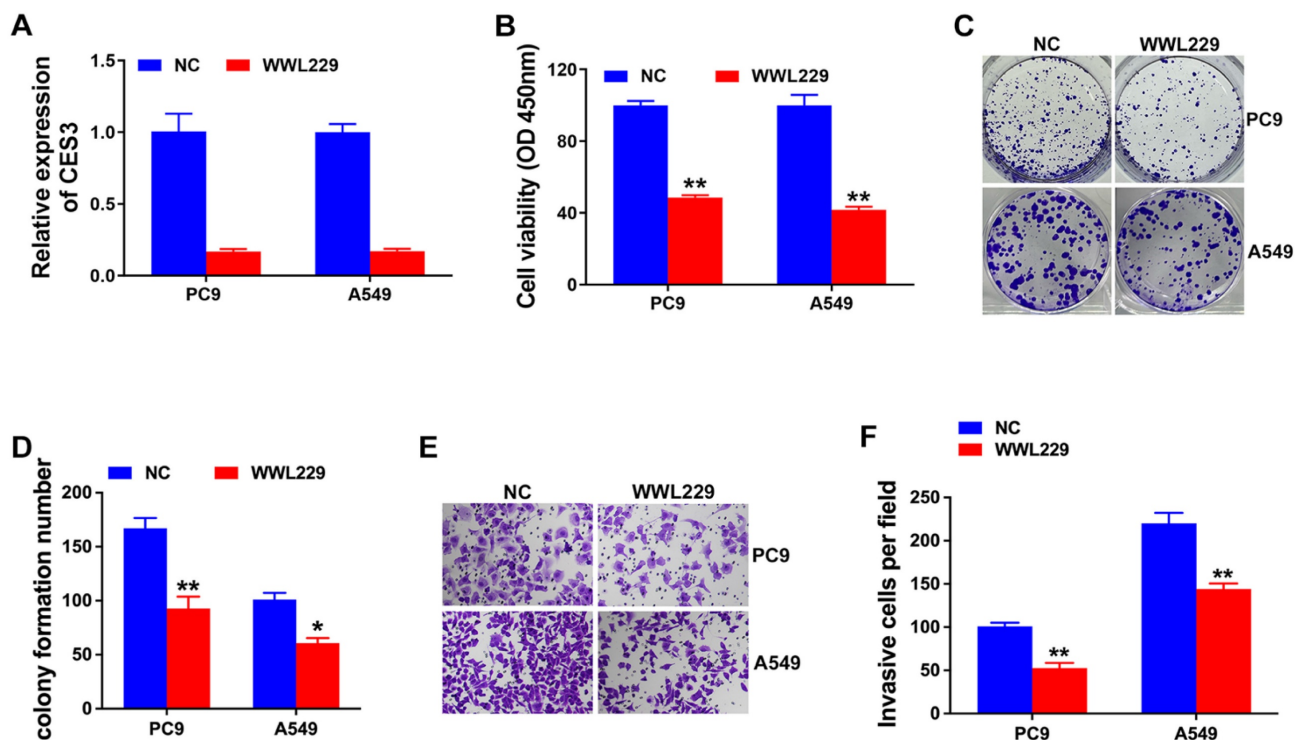 A
Relative expression
of CES3
NC
WWL229
1.5
1.0
0.5
0.0
PC9
A549
B
Cell viability (OD 450nm)
NC
WWL229
120
80
40
0
**
**
PC9
A549
C
NC
WWL229
PC9
A549
D
colony formation number
NC
WWL229
200
150
100
50
0
**
*
PC9
A549
E
NC
WWL229
PC9
A549
F
Invasive cells per field
NC
WWL229
250
200
150
100
50
0
**
**
PC9
A549